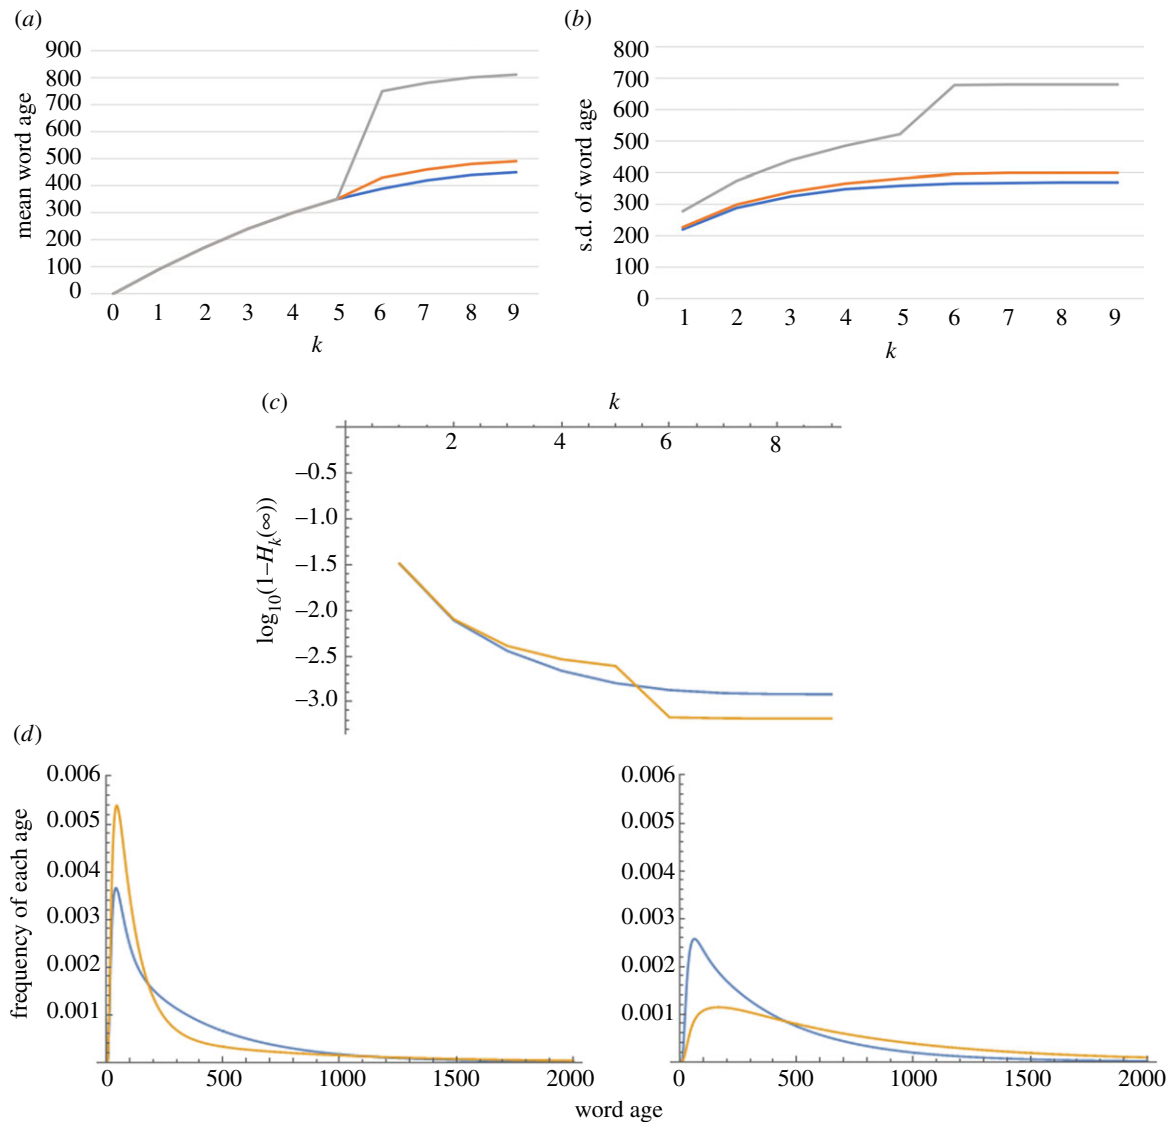 (a)
mean word age
900
800
700
600
500
400
300
200
100
0
0 1 2 3 4 5 6 7 8 9
k
(b)
s.d. of word age
800
700
600
500
400
300
200
100
0
1 2 3 4 5 6 7 8 9
k
(c)
k
2 4 6 8
log10(1−Hk(∞))
−0.5
−1.0
−1.5
−2.0
−2.5
−3.0
(d)
frequency of each age
0.006
0.005
0.004
0.003
0.002
0.001
0 500 1000 1500 2000
0.006
0.005
0.004
0.003
0.002
0.001
0 500 1000 1500 2000
word age